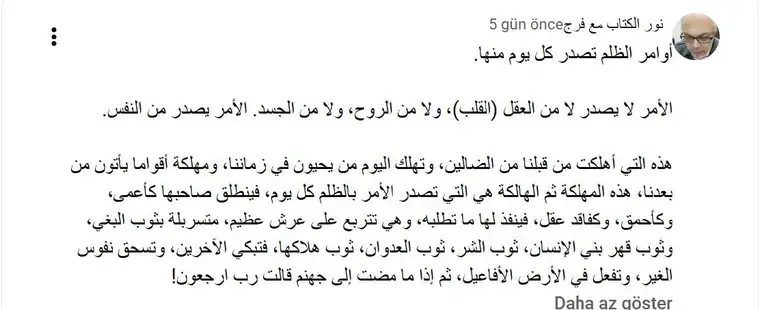 نور الكتاب مع فرج5 gün önce
أوامر الظلم تصدر كل يوم منها.
الأمر لا يصدر لا من العقل (القلب)، ولا من الروح، ولا من الجسد. الأمر يصدر من النفس.
هذه التي أهلكت من قبلنا من الضالين، وتهلك اليوم من يحيون في زماننا، ومهلكة أقواما يأتون من
بعدنا، هذه المهلكة ثم الهالكة هي التي تصدر الأمر بالظلم كل يوم، فينطلق صاحبها كأعمى،
وكأحمق، وكفاقد عقل، فينفذ لها ما تطلبه، وهي تتربع على عرش عظيم، متسربلة بثوب البغي،
وثوب قهر بني الإنسان، ثوب الشر، ثوب العدوان، ثوب هلاكها، فتبكي الآخرين، وتسحق نفوس
الغير، وتفعل في الأرض الأفاعيل، ثم إذا ما مضت إلى جهنم قالت رب ارجعون!
Daha az göster